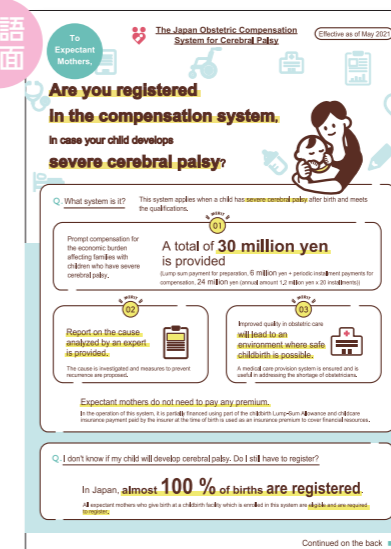 語
面
To
Expectant
Mothers,
The Japan Obstetric Compensation
System for Cerebral Palsy
Effective as of May 2021
Are you registered
in the compensation system,
in case your child develops
severe cerebral palsy?
Q. What system is it?
This system applies when a child has severe cerebral palsy after birth and meets
the qualifications.
MERIT
01
Prompt compensation for
the economic burden
affecting families with
children who have severe
cerebral palsy.
A total of 30 million yen
is provided
(Lump sum payment for preparation, 6 million yen + periodic-installment payments for
compensation, 24 million yen (annual amount 1,2 million yen x 20 installments))
MERIT
02
Report on the cause
analyzed by an expert
is provided.
The cause is investigated and measures to prevent
recurrence are proposed.
MERIT
03
Improved quality in obstetric care
will lead to an
environment where safe
childbirth is possible.
A medical care provision system is ensured and is
useful in addressing the shortage of obstetricians.
Expectant mothers do not need to pay any premium.
In the operation of this system, it is partially financed using part of the childbirth Lump-Sum Allowance and childcare
insurance payment paid by the insurer at the time of birth is used as an insurance premium to cover financial resources.
Q. I don't know if my child will develop cerebral palsy. Do I still have to register?
In Japan, almost 100 % of births are registered.
All expectant mothers who give birth at a childbirth facility which is enrolled in this system are eligible and are required
to register.
Continued on the back